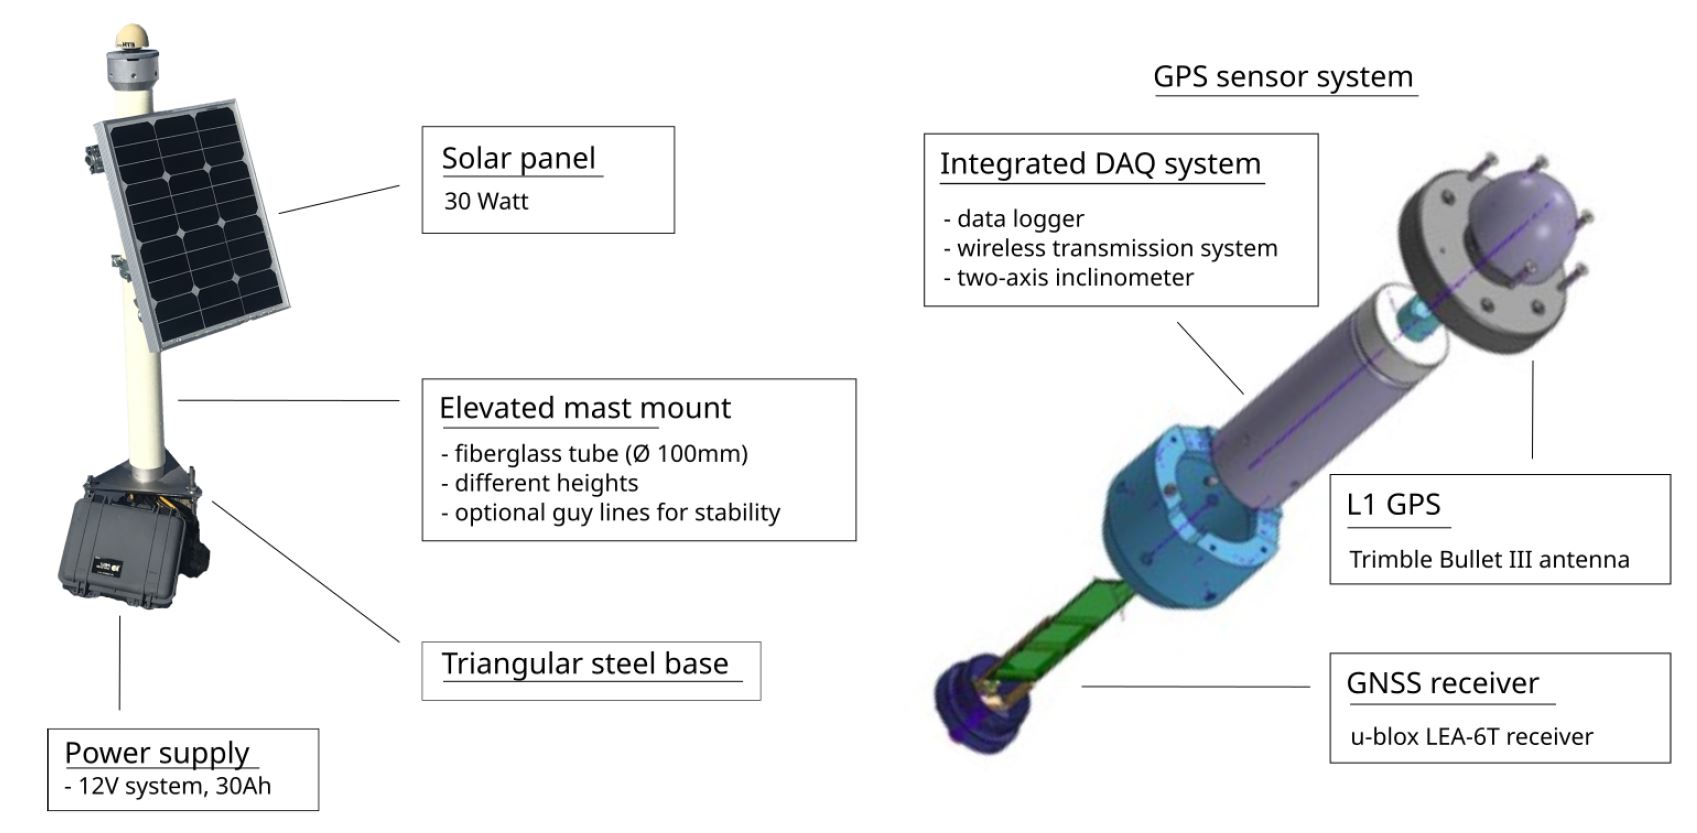 Solar panel
30 Watt
Elevated mast mount
- fiberglass tube (Ø 100mm)
- different heights
- optional guy lines for stability
Triangular steel base
Power supply
- 12V system, 30Ah
GPS sensor system
Integrated DAQ system
- data logger
- wireless transmission system
- two-axis inclinometer
L1 GPS
Trimble Bullet III antenna
GNSS receiver
u-blox LEA-6T receiver